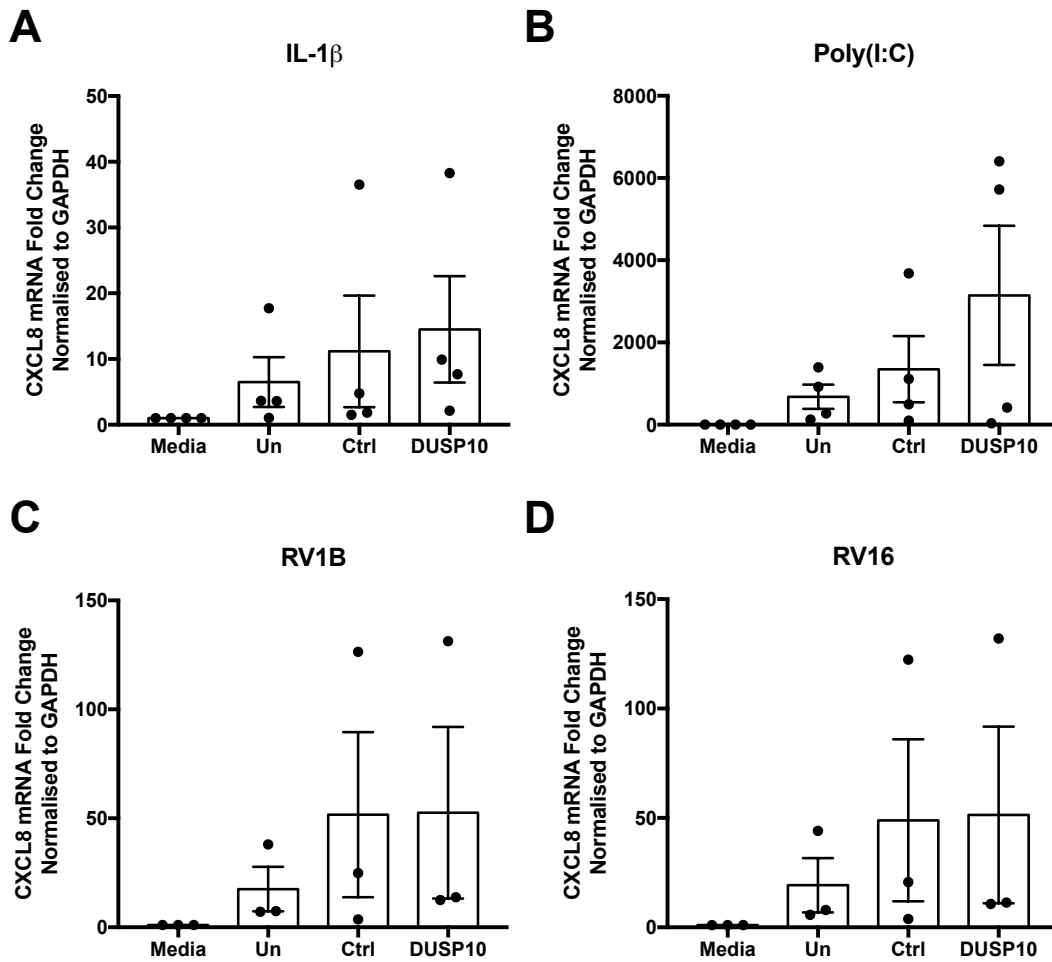 A
IL-1β
CXCL8 mRNA Fold Change
Normalised to GAPDH
50
40
30
20
10
0
Media Un Ctrl DUSP10
B
Poly(I:C)
CXCL8 mRNA Fold Change
Normalised to GAPDH
8000
6000
4000
2000
0
Media Un Ctrl DUSP10
C
RV1B
CXCL8 mRNA Fold Change
Normalised to GAPDH
150
100
50
0
Media Un Ctrl DUSP10
D
RV16
CXCL8 mRNA Fold Change
Normalised to GAPDH
150
100
50
0
Media Un Ctrl DUSP10